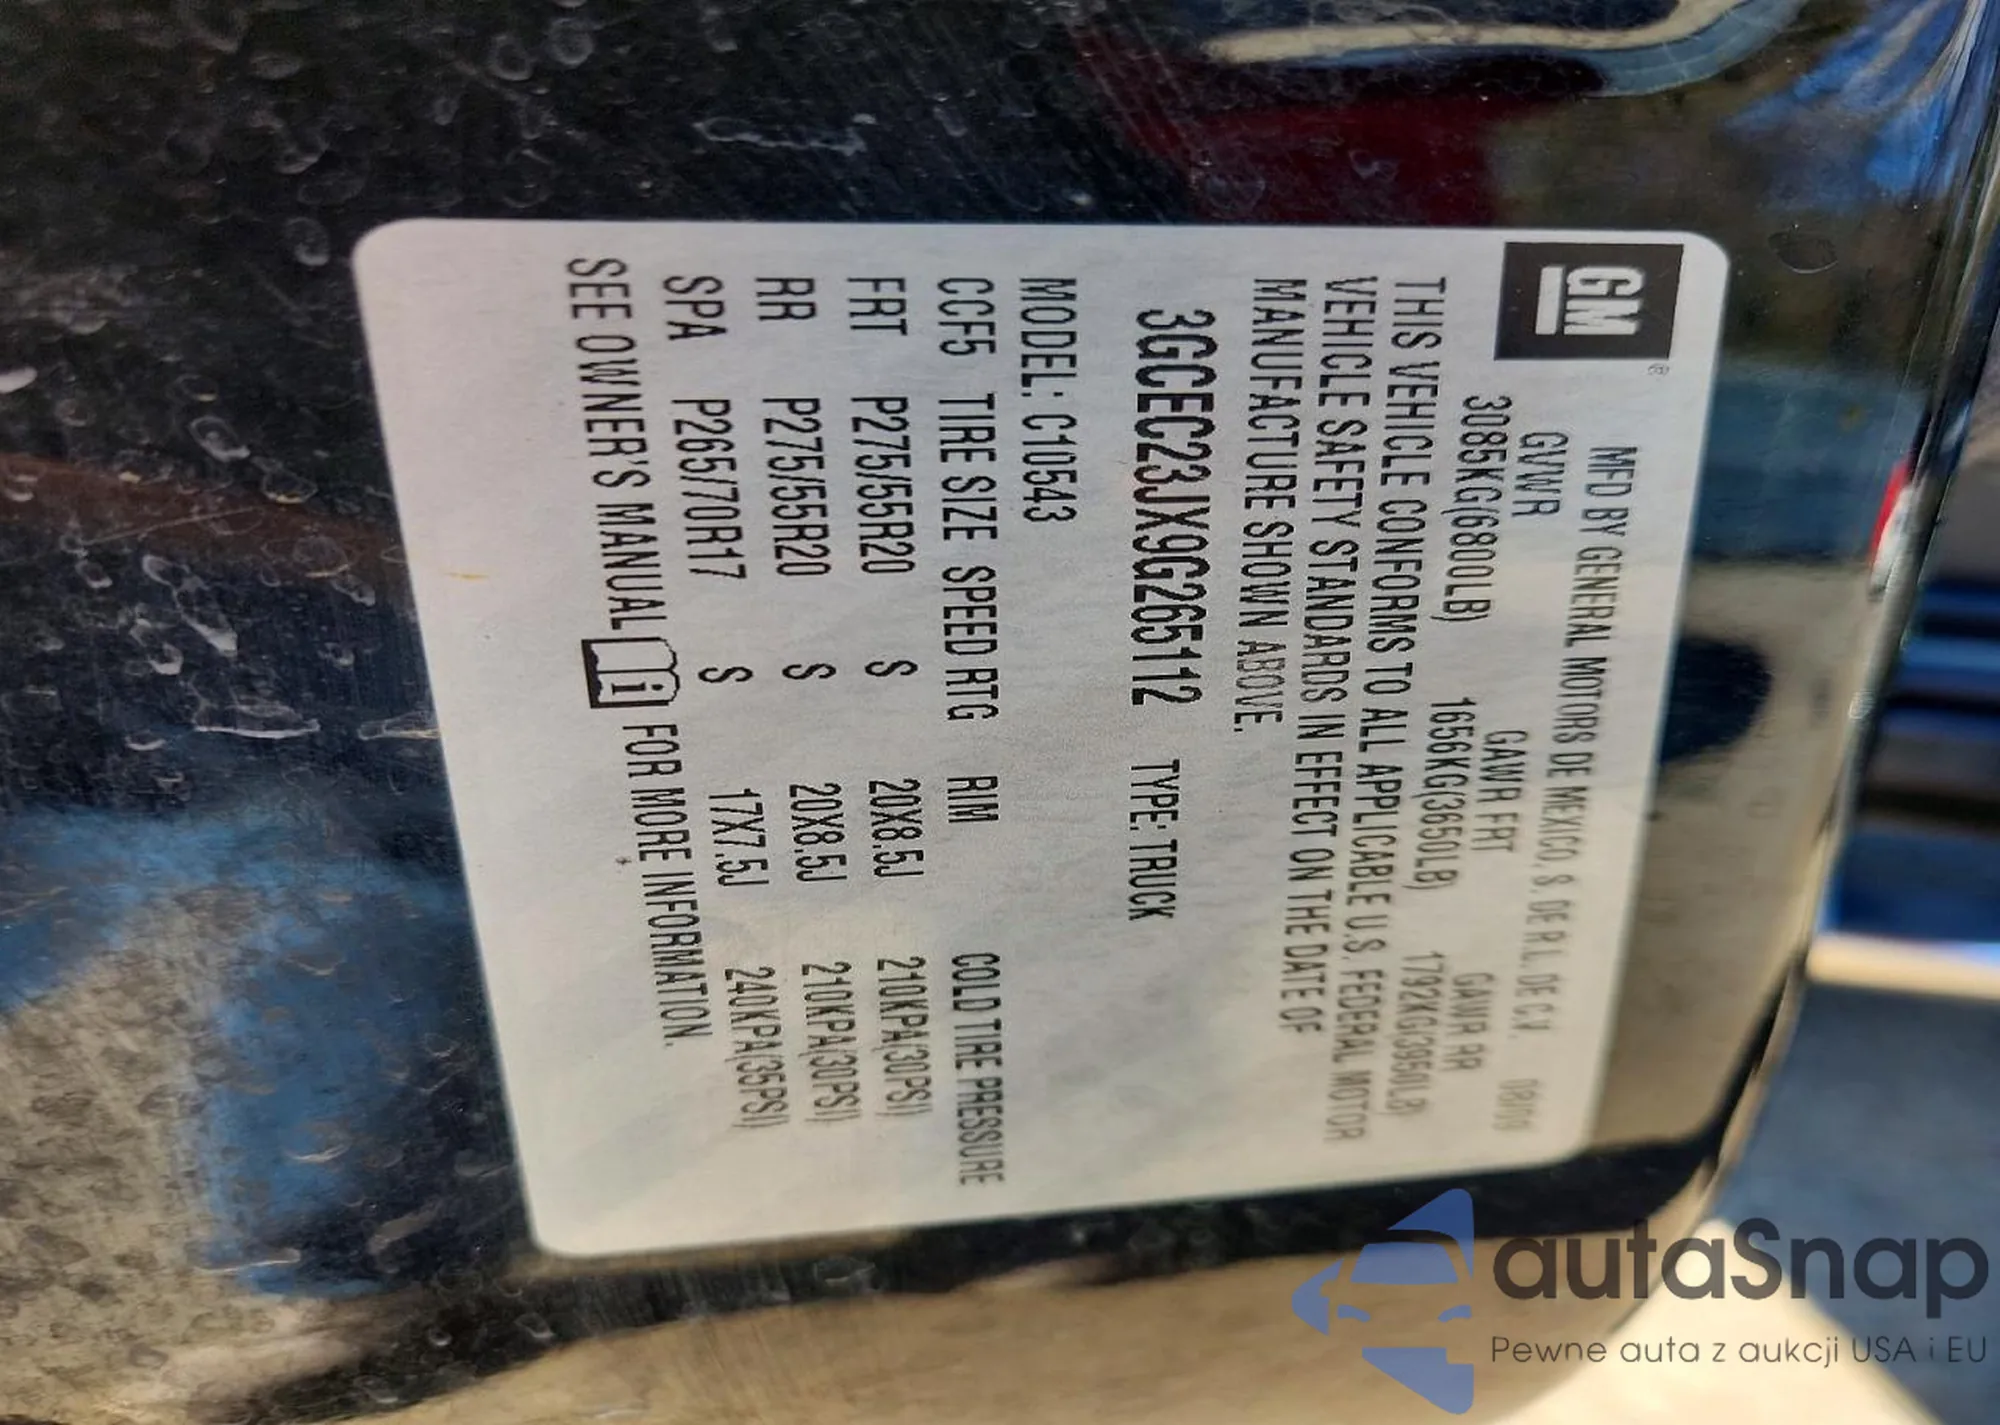 GM ®
MFD BY GENERAL MOTORS DE MEXICO, S. DE R.L. DE C.V. 08/09
GVWR GAWR FRT GAWR RR
3085KG(6800LB) 1656KG(3650LB) 1792KG(3950LB)
THIS VEHICLE CONFORMS TO ALL APPLICABLE U.S. FEDERAL MOTOR
VEHICLE SAFETY STANDARDS IN EFFECT ON THE DATE OF
MANUFACTURE SHOWN ABOVE.
3GCEC23JX9G265112 TYPE: TRUCK
MODEL: C10543
CCF5 TIRE SIZE SPEED RTG RIM COLD TIRE PRESSURE
FRT P275/55R20 S 20X8.5J 210KPA(30PSI)
RR P275/55R20 S 20X8.5J 210KPA(30PSI)
SPA P265/70R17 S 17X7.5J 240KPA(35PSI)
SEE OWNER'S MANUAL i FOR MORE INFORMATION.
autaSnap
Pewne auta z aukcji USA i EU